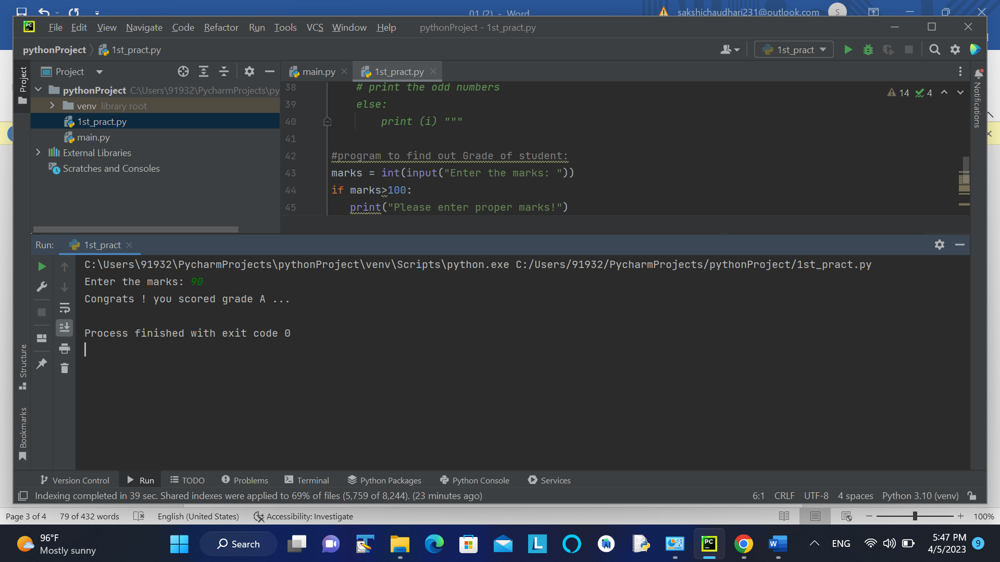 01 (2) - Word
sakshichaudhari231@outlook.com
S
PC
File Edit View Navigate Code Refactor Run Tools VCS Window Help
pythonProject - 1st_pract.py
pythonProject 1st_pract.py
1st_pract
Project
Project
main.py
1st_pract.py
Notifications
pythonProject C:\Users\91932\PycharmProjects\py
venv library root
1st_pract.py
main.py
External Libraries
Scratches and Consoles
14 4
38 # print the odd numbers
39 else:
40 print (i) """
41
42 #program to find out Grade of student:
43 marks = int(input("Enter the marks: "))
44 if marks>100:
45 print("Please enter proper marks!")
Run: 1st_pract
C:\Users\91932\PycharmProjects\pythonProject\venv\Scripts\python.exe C:/Users/91932/PycharmProjects/pythonProject/1st_pract.py
Enter the marks: 90
Congrats ! you scored grade A ...
Process finished with exit code 0
Structure
Bookmarks
Version Control Run TODO Problems Terminal Python Packages Python Console Services
Indexing completed in 39 sec. Shared indexes were applied to 69% of files (5,759 of 8,244). (23 minutes ago)
6:1 CRLF UTF-8 4 spaces Python 3.10 (venv)
Page 3 of 4 79 of 432 words English (United States) Accessibility: Investigate
100%
96°F
Mostly sunny
Search
L
PC
W
ENG
5:47 PM
4/5/2023
9